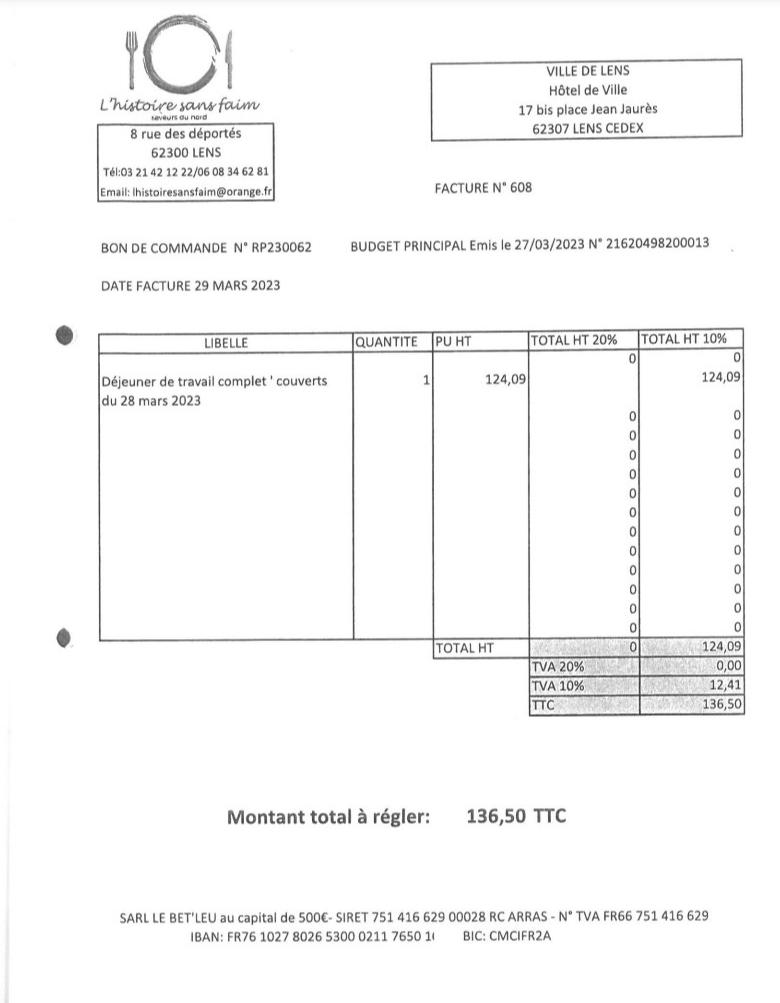 L'histoire sans faim
saveurs du nord
8 rue des déportés
62300 LENS
Tél:03 21 42 12 22/06 08 34 62 81
Email: lhistoiresansfaim@orange.fr
VILLE DE LENS
Hôtel de Ville
17 bis place Jean Jaurès
62307 LENS CEDEX
FACTURE N° 608
BON DE COMMANDE N° RP230062 BUDGET PRINCIPAL Emis le 27/03/2023 N° 21620498200013
DATE FACTURE 29 MARS 2023
LIBELLE QUANTITE PU HT TOTAL HT 20% TOTAL HT 10%
0 0
Déjeuner de travail complet ' couverts 1 124,09 124,09
du 28 mars 2023
0 0
0 0
0 0
0 0
0 0
0 0
0 0
0 0
0 0
0 0
0 0
0 0
TOTAL HT 0 124,09
TVA 20% 0,00
TVA 10% 12,41
TTC 136,50
Montant total à régler: 136,50 TTC
SARL LE BET'LEU au capital de 500€- SIRET 751 416 629 00028 RC ARRAS - N° TVA FR66 751 416 629
IBAN: FR76 1027 8026 5300 0211 7650 1 BIC: CMCIFR2A